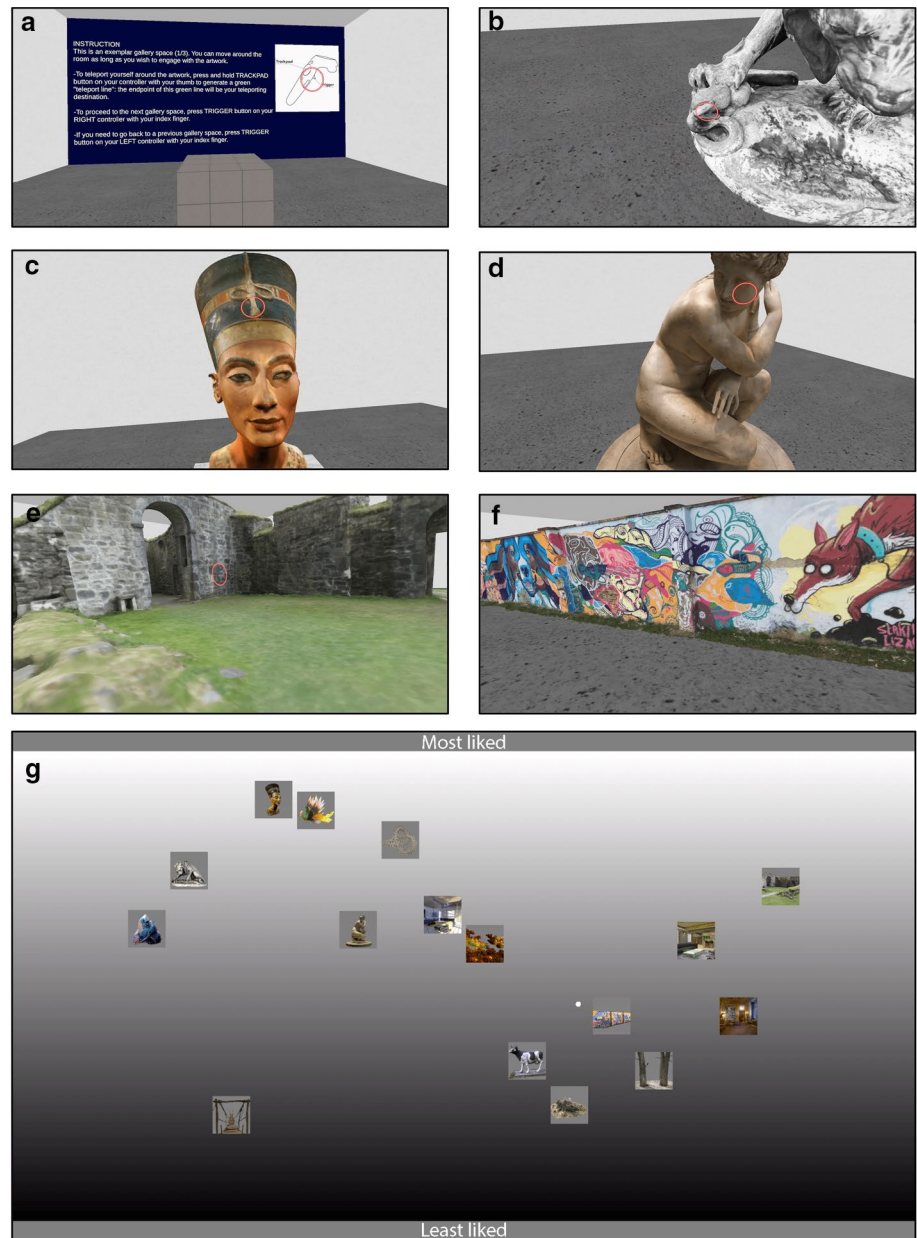 a
INSTRUCTION
This is an exemplar gallery space (1/3). You can move around the
room as long as you wish to engage with the artwork.
-To teleport yourself around the artwork, press and hold TRACKPAD
button on your controller with your thumb to generate a green
"teleport line": the endpoint of this green line will be your teleporting
destination.
-To proceed to the next gallery space, press TRIGGER button on your
RIGHT controller with your index finger.
-If you need to go back to a previous gallery space, press TRIGGER
button on your LEFT controller with your index finger.
Trackpad
b
c
d
e
f
Most liked
g
Least liked